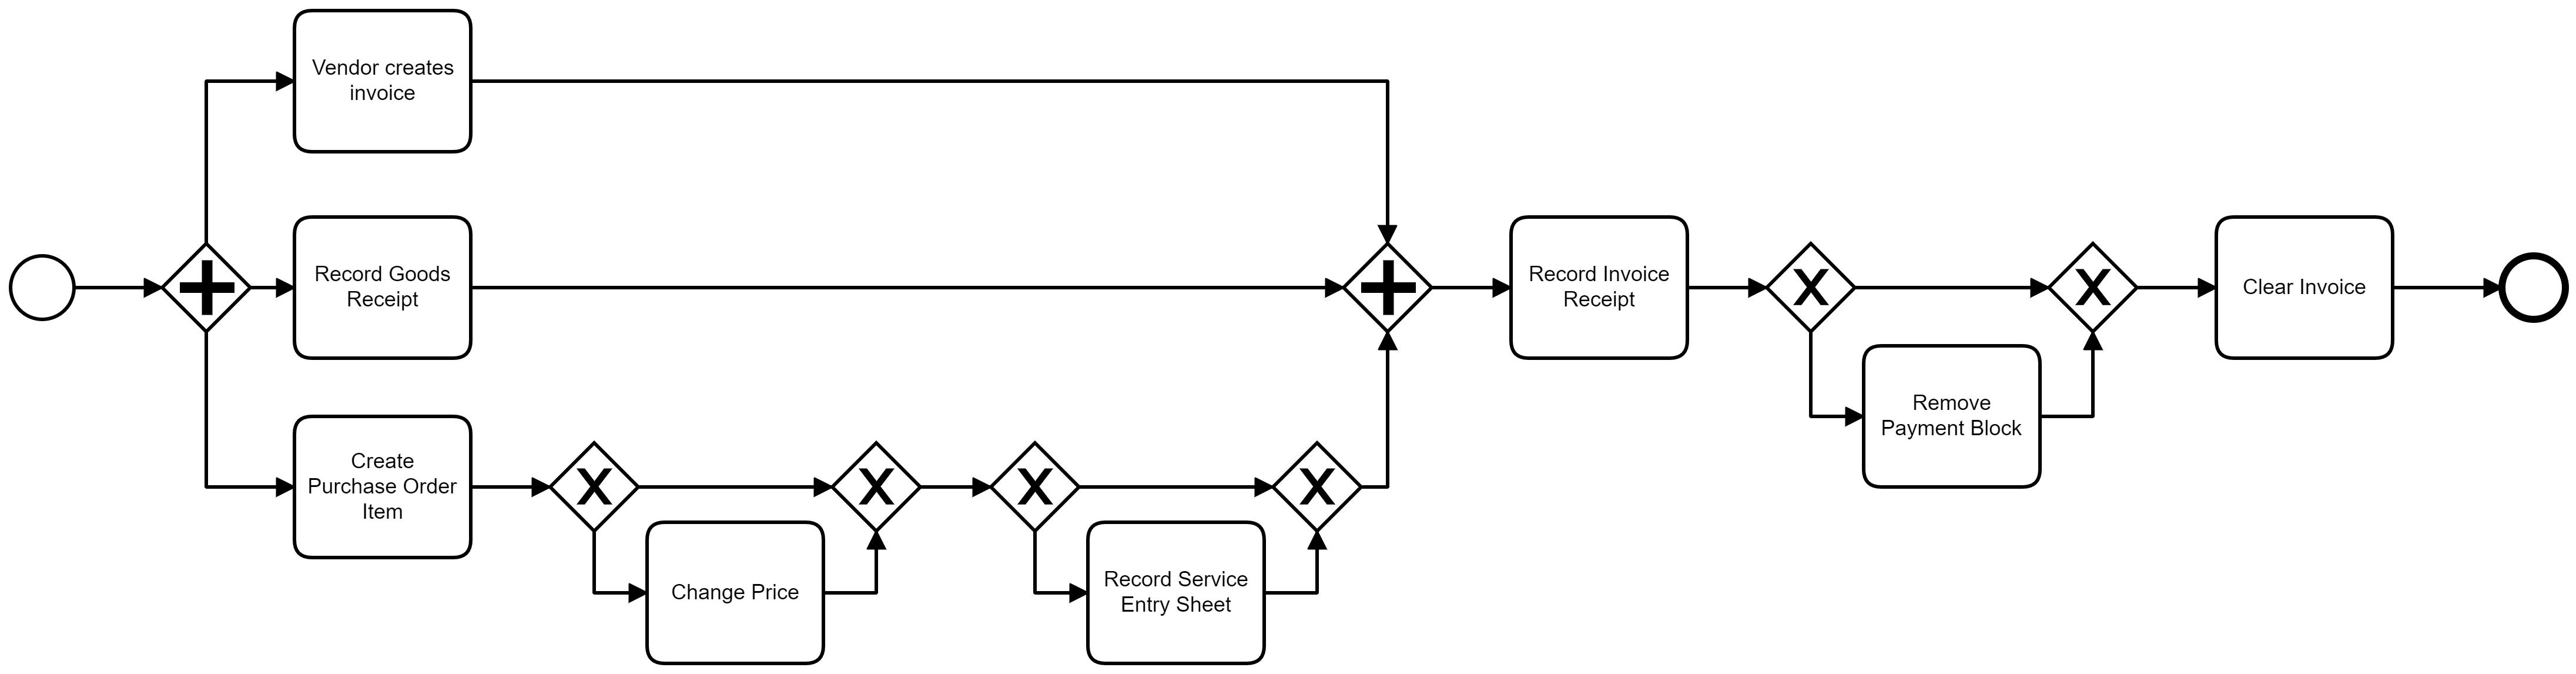 Vendor creates
invoice
Record Goods
Receipt
Create
Purchase Order
Item
Change Price
Record Service
Entry Sheet
Record Invoice
Receipt
Remove
Payment Block
Clear Invoice